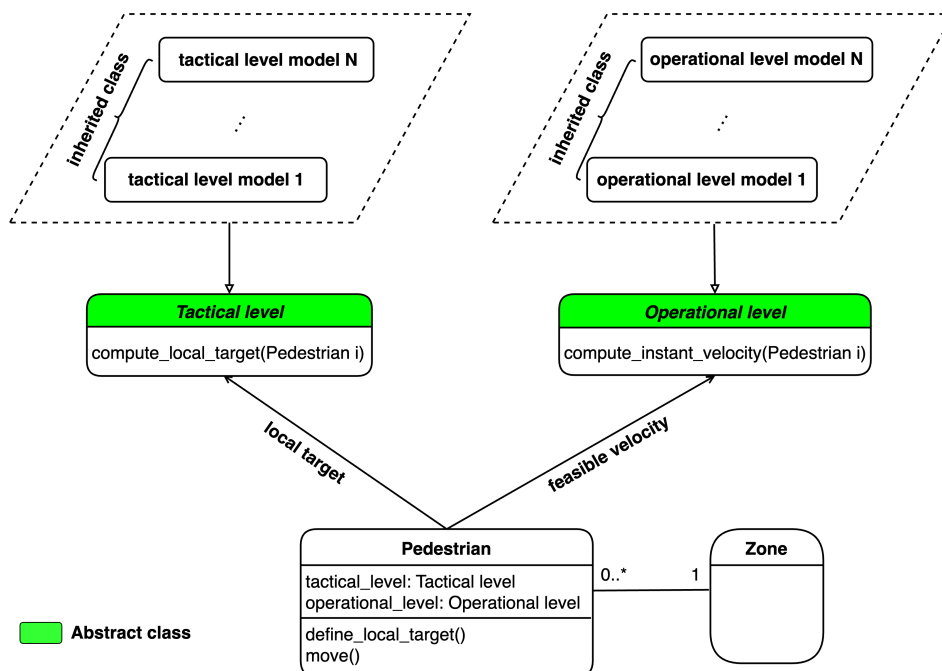 inherited class
tactical level model N
...
tactical level model 1
inherited class
operational level model N
...
operational level model 1
Tactical level
compute_local_target(Pedestrian i)
Operational level
compute_instant_velocity(Pedestrian i)
local target
feasible velocity
Pedestrian
tactical_level: Tactical level
operational_level: Operational level
define_local_target()
move()
0..*
1
Zone
Abstract class